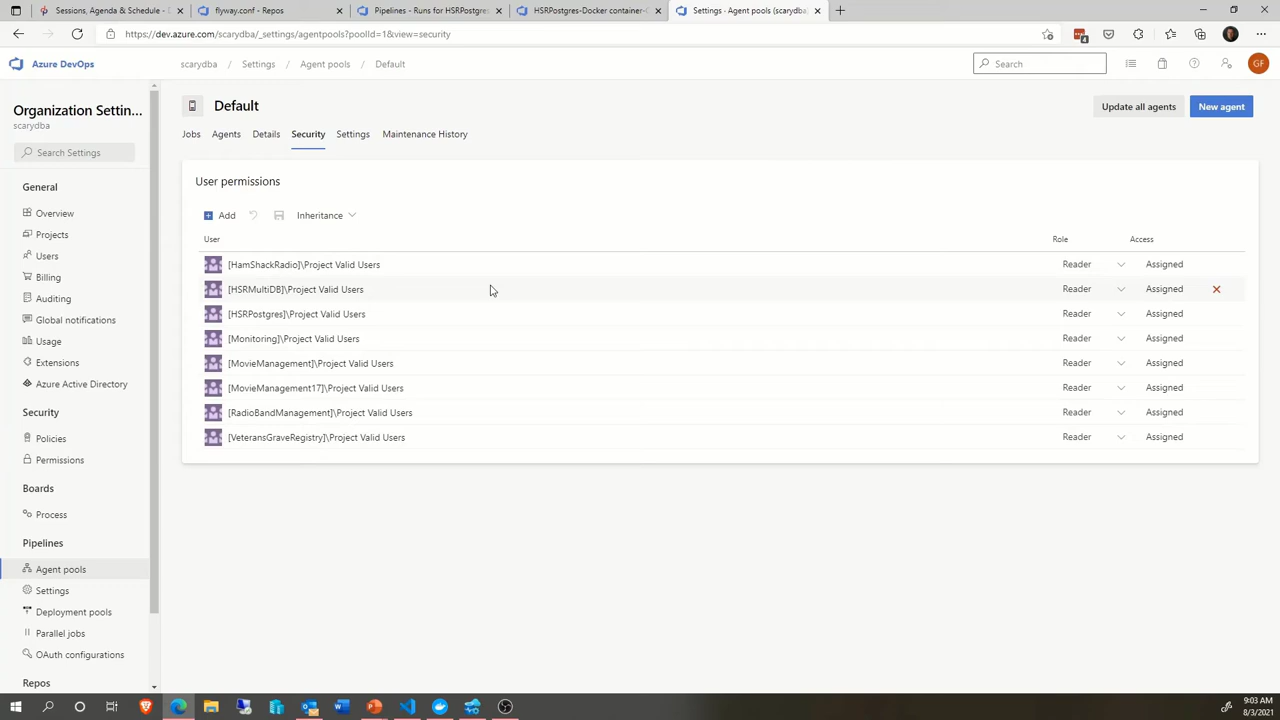 Sessions, Agenda & Schedule - E
flyway.conf - Repos
Pipelines - Runs for HSRPostgres
HSRPostgres-Docker container-C
Settings - Agent pools (scarydba)
https://dev.azure.com/scarydba/_settings/agentpools?poolId=1&view=security
4
Azure DevOps
scarydba
Settings
Agent pools
Default
Search
GF
Organization Settin...
scarydba
Search Settings
General
Overview
Projects
Users
Billing
Auditing
Global notifications
Usage
Extensions
Azure Active Directory
Security
Policies
Permissions
Boards
Process
Pipelines
Agent pools
Settings
Deployment pools
Parallel jobs
OAuth configurations
Repos
Default
Update all agents
New agent
Jobs Agents Details Security Settings Maintenance History
User permissions
Add
Inheritance
User Role Access
[HamShackRadio]\Project Valid Users Reader Assigned
[HSRMultiDB]\Project Valid Users Reader Assigned
[HSRPostgres]\Project Valid Users Reader Assigned
[Monitoring]\Project Valid Users Reader Assigned
[MovieManagement]\Project Valid Users Reader Assigned
[MovieManagement17]\Project Valid Users Reader Assigned
[RadioBandManagement]\Project Valid Users Reader Assigned
[VeteransGraveRegistry]\Project Valid Users Reader Assigned
9:03 AM
8/3/2021